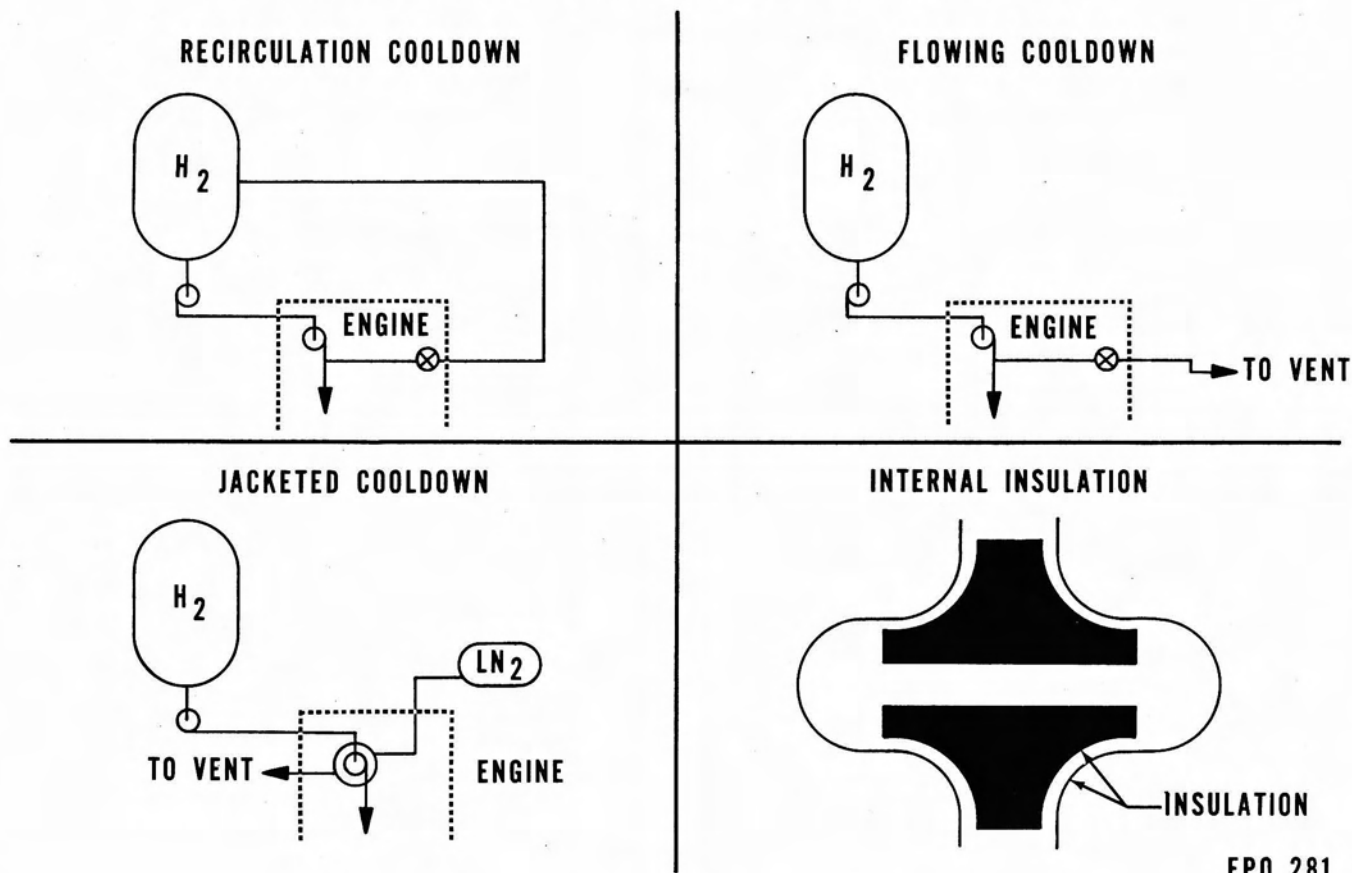 RECIRCULATION COOLDOWN
H2
ENGINE
FLOWING COOLDOWN
H2
ENGINE
TO VENT
JACKETED COOLDOWN
H2
LN2
TO VENT
ENGINE
INTERNAL INSULATION
INSULATION
EPO 281